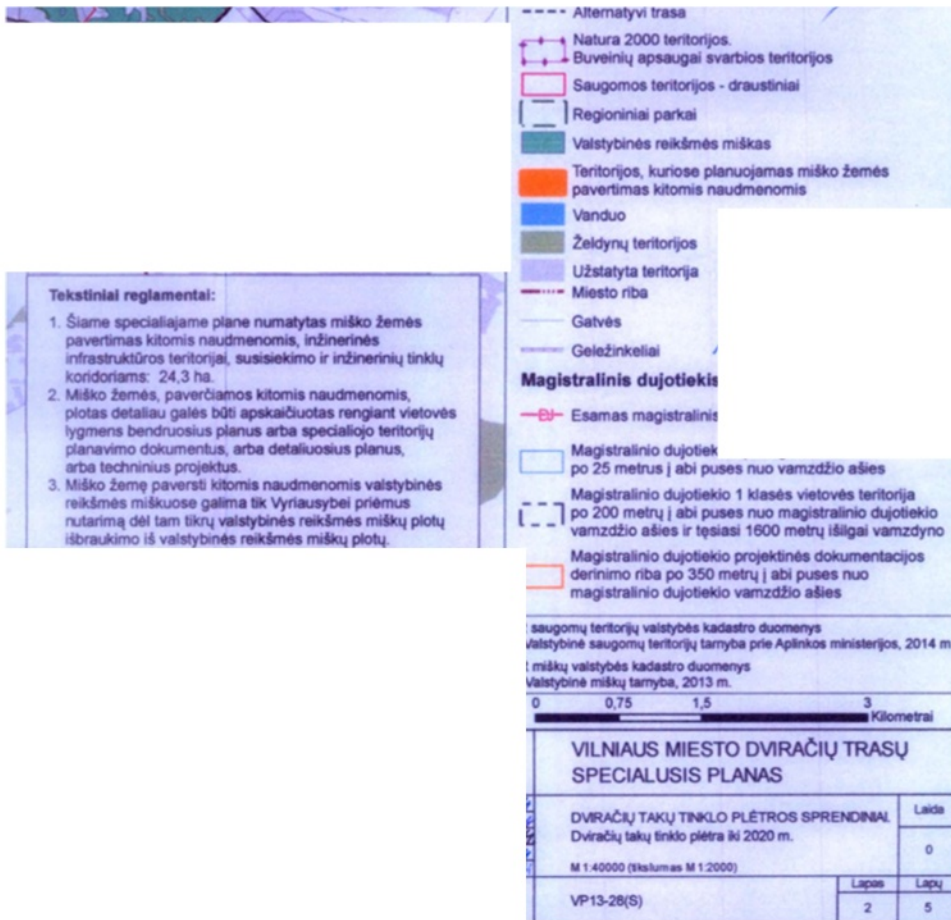 Alternatyvi trasa
Natura 2000 teritorijos.
Buveinių apsaugai svarbios teritorijos
Saugomos teritorijos - draustiniai
Regioniniai parkai
Valstybinės reikšmės miškas
Teritorijos, kuriose planuojamas miško žemės
pavertimas kitomis naudmenomis
Vanduo
Želdynų teritorijos
Užstatyta teritorija
Miesto riba
Gatvės
Geležinkeliai
Magistralinis dujotiekis
DJ Esamas magistralinis
Magistralinio dujotiek
po 25 metrus į abi puses nuo vamzdžio ašies
Magistralinio dujotiekio 1 klasės vietovės teritorija
po 200 metrų į abi puses nuo magistralinio dujotiekio
vamzdžio ašies ir tęsiasi 1600 metrų išilgai vamzdyno
Magistralinio dujotiekio projektinės dokumentacijos
derinimo riba po 350 metrų į abi puses nuo
magistralinio dujotiekio vamzdžio ašies
Tekstiniai reglamentai:
1. Šiame specialiajame plane numatytas miško žemės
pavertimas kitomis naudmenomis, inžinerinės
infrastruktūros teritorijai, susisiekimo ir inžinerinių tinklų
koridoriams: 24,3 ha.
2. Miško žemės, paverčiamos kitomis naudmenomis,
plotas detaliau galės būti apskaičiuotas rengiant vietovės
lygmens bendruosius planus arba specialiojo teritorijų
planavimo dokumentus, arba detaliuosius planus,
arba techninius projektus.
3. Miško žemę paversti kitomis naudmenomis valstybinės
reikšmės miškuose galima tik Vyriausybei priėmus
nutarimą dėl tam tikrų valstybinės reikšmės miškų plotų
išbraukimo iš valstybinės reikšmės miškų plotų.
saugomų teritorijų valstybės kadastro duomenys
Valstybinė saugomų teritorijų tarnyba prie Aplinkos ministerijos, 2014 m
miškų valstybės kadastro duomenys
Valstybinė miškų tarnyba, 2013 m.
0 0,75 1,5 3
Kilometrai
VILNIAUS MIESTO DVIRAČIŲ TRASŲ
SPECIALUSIS PLANAS
DVIRAČIŲ TAKŲ TINKLO PLĖTROS SPRENDINIAI.
Dviračių takų tinklo plėtra iki 2020 m.
M 1:40000 (tikslumas M 1:2000)
Laida
0
VP13-28(S)
Lapas Lapų
2 5